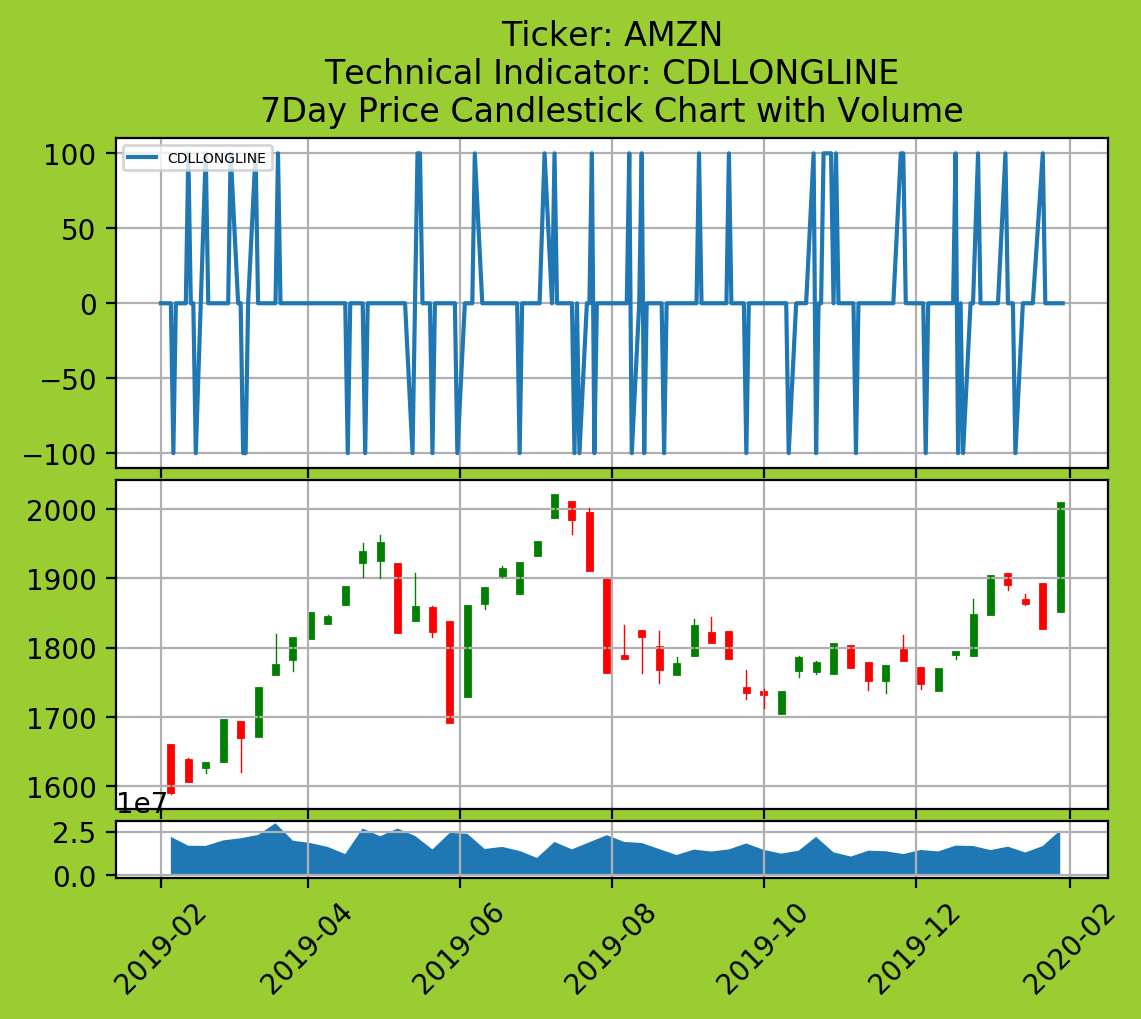 Ticker: AMZN
Technical Indicator: CDLLONGLINE
7Day Price Candlestick Chart with Volume
CDLLONGLINE
100
50
0
−50
−100
2000
1900
1800
1700
1600
1e7
2.5
0.0
2019-02 2019-04 2019-06 2019-08 2019-10 2019-12 2020-02